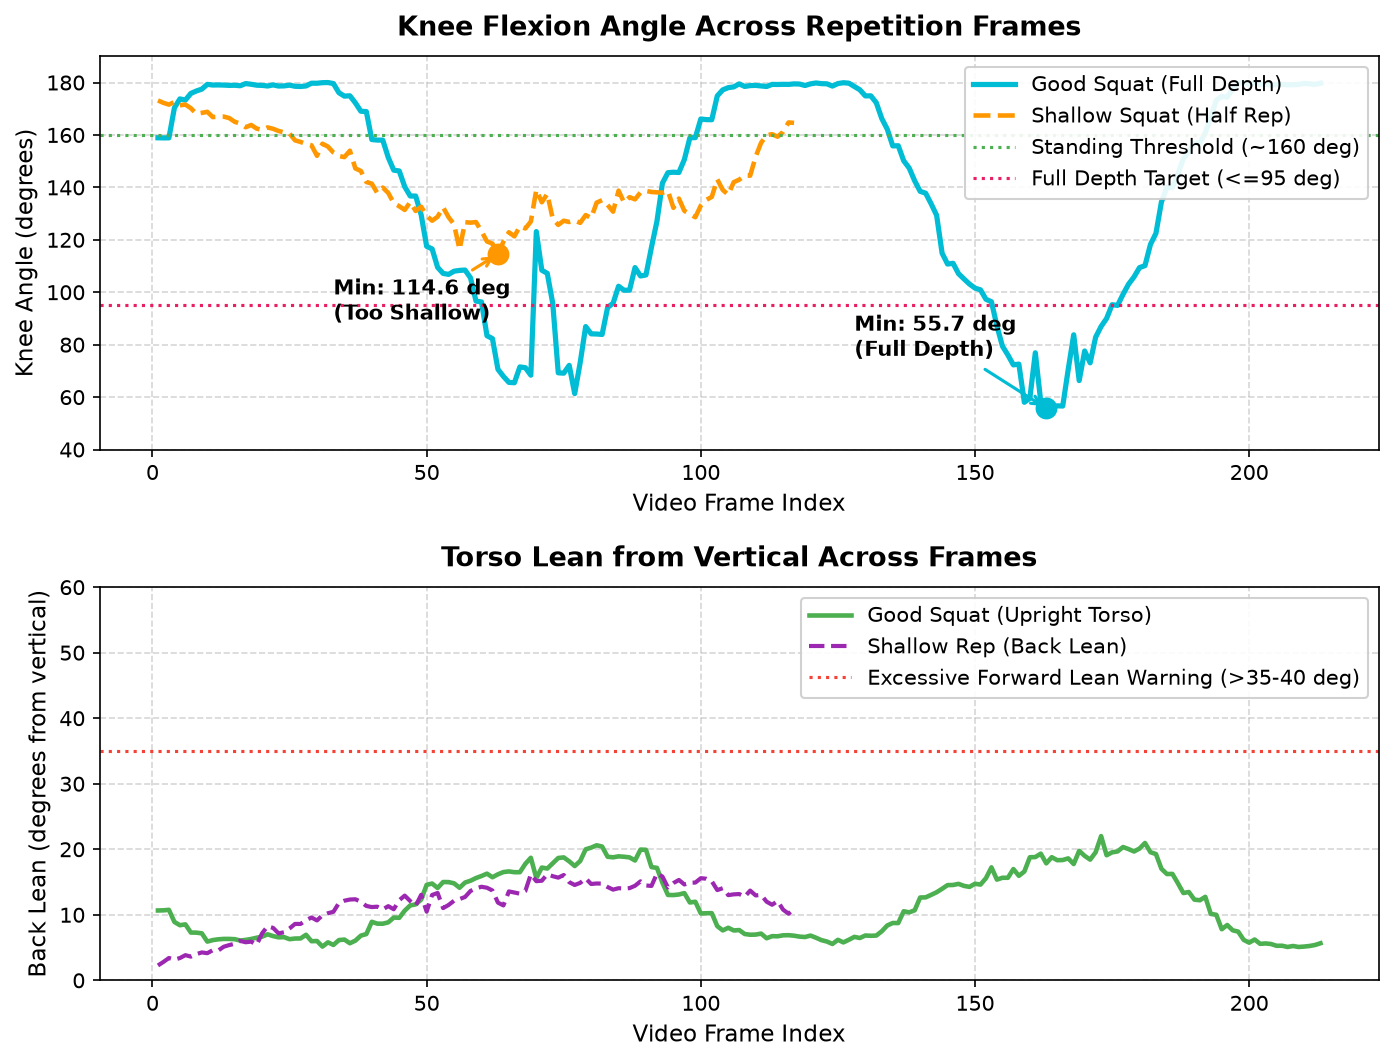 Knee Flexion Angle Across Repetition Frames
Knee Angle (degrees)
180
160
140
120
100
80
60
40
Good Squat (Full Depth)
Shallow Squat (Half Rep)
Standing Threshold (~160 deg)
Full Depth Target (<=95 deg)
Min: 114.6 deg
(Too Shallow)
Min: 55.7 deg
(Full Depth)
0 50 100 150 200
Video Frame Index
Torso Lean from Vertical Across Frames
Back Lean (degrees from vertical)
60
50
40
30
20
10
0
Good Squat (Upright Torso)
Shallow Rep (Back Lean)
Excessive Forward Lean Warning (>35-40 deg)
0 50 100 150 200
Video Frame Index